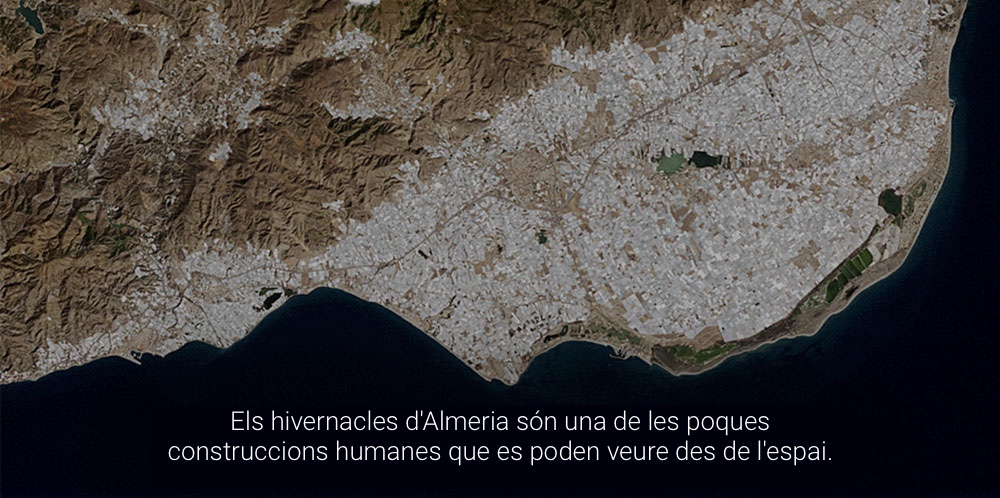 Els hivernacles d'Almeria són una de les poques
construccions humanes que es poden veure des de l'espai.